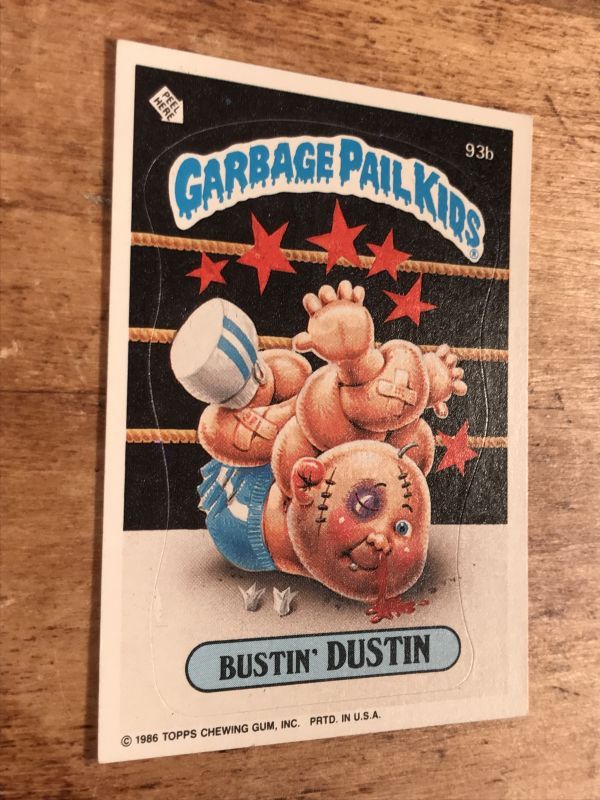 PEEL
HERE
93b
GARBAGE PAIL KIDS®
BUSTIN' DUSTIN
© 1986 TOPPS CHEWING GUM, INC. PRTD. IN U.S.A.